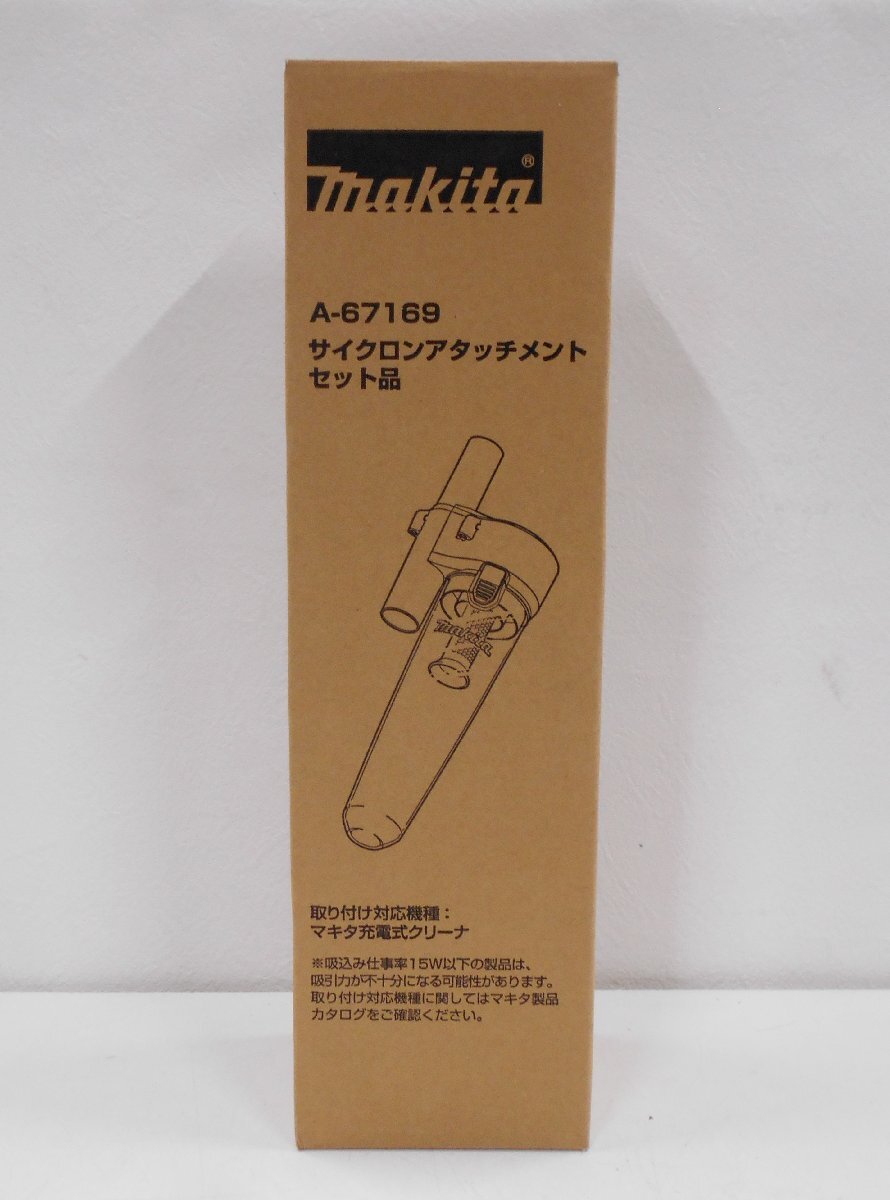 makita®
A-67169
サイクロンアタッチメント
セット品
makita
取り付け対応機種：
マキタ充電式クリーナ
※吸込み仕事率15W以下の製品は、
吸引力が不十分になる可能性があります。
取り付け対応機種に関してはマキタ製品
カタログをご確認ください。